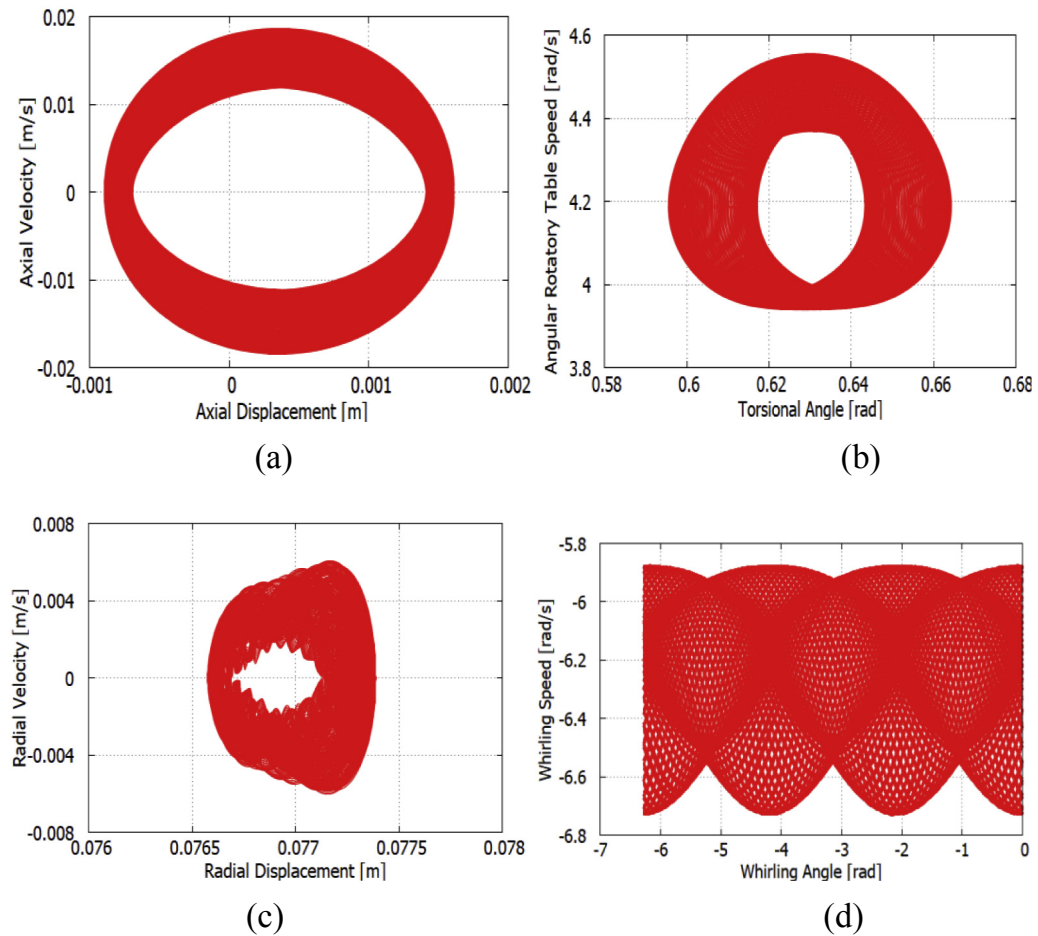 0.02
0.01
0
-0.01
-0.02
Axial Velocity [m/s]
-0.001 0 0.001 0.002
Axial Displacement [m]
(a)
4.6
4.4
4.2
4
3.8
Angular Rotatory Table Speed [rad/s]
0.58 0.6 0.62 0.64 0.66 0.68
Torsional Angle [rad]
(b)
0.008
0.004
0
-0.004
-0.008
Radial Velocity [m/s]
0.076 0.0765 0.077 0.0775 0.078
Radial Displacement [m]
(c)
-5.8
-6
-6.2
-6.4
-6.6
-6.8
Whirling Speed [rad/s]
-7 -6 -5 -4 -3 -2 -1 0
Whirling Angle [rad]
(d)